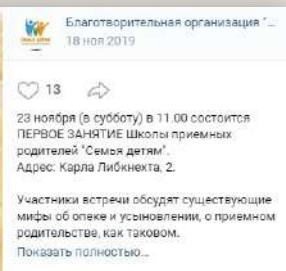 Благотворительная организация "...
18 ноя 2019
13
23 ноября (в субботу) в 11.00 состоится
ПЕРВОЕ ЗАНЯТИЕ Школы приемных
родителей "Семья детям".
Адрес: Карла Либкнехта, 2.
Участники встречи обсудят существующие
мифы об опеке и усыновлении, о приемном
родительстве, как таковом.
Показать полностью...